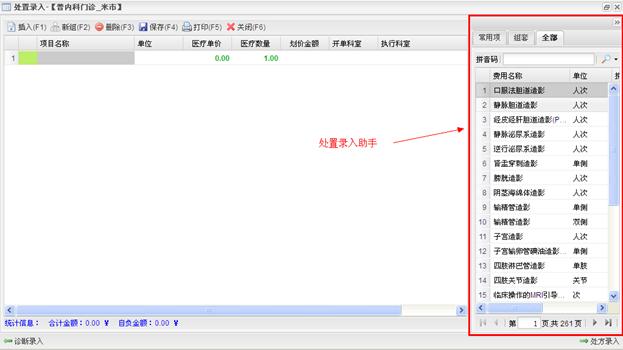 处置录入-【普内科门诊_米市】
插入(F1) 新组(F2) 删除(F3) 保存(F4) 打印(F5) 关闭(F6)
项目名称 单位 医疗单价 医疗数量 划价金额 开单科室 执行科室
1 0.00 1.00
处置录入助手
常用项 组套 全部
拼音码:
费用名称 单位
1 口服法胆道造影 人次
2 静脉胆道造影 人次
3 经皮经肝胆道造影(P... 人次
4 静脉泌尿系造影 人次
5 逆行泌尿系造影 人次
6 肾盂穿刺造影 单侧
7 膀胱造影 人次
8 阴茎海绵体造影 人次
9 输精管造影 单侧
10 输精管造影 双侧
11 子宫造影 人次
12 子宫输卵管碘油造影... 单侧
13 四肢淋巴管造影 单肢
14 四肢关节造影 关节
15 临床操作的MRI引导... 次
第 1 页,共 261 页
统计信息: 合计金额:0.00 ¥ 自负金额:0.00 ¥
诊断录入 处方录入